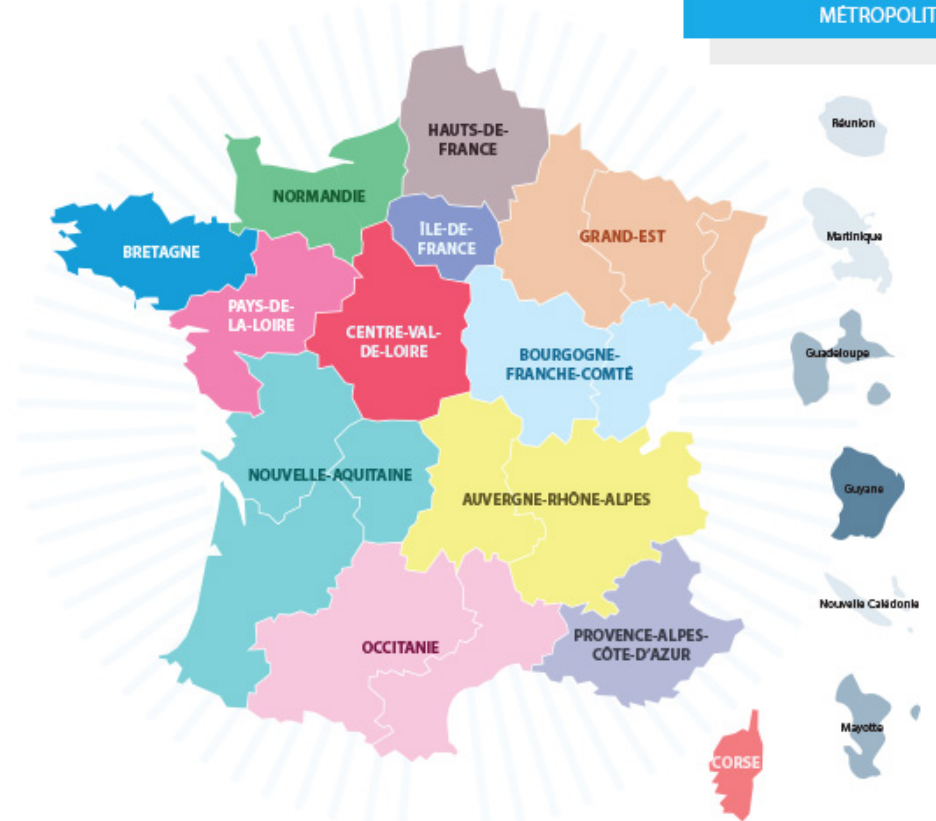 MÉTROPOLIT
HAUTS-DE-
FRANCE
Réunion
NORMANDIE
ÎLE-DE-
FRANCE
GRAND-EST
Martinique
BRETAGNE
PAYS-DE-
LA-LOIRE
CENTRE-VAL-
DE-LOIRE
BOURGOGNE-
FRANCHE-COMTÉ
Guadeloupe
NOUVELLE-AQUITAINE
AUVERGNE-RHÔNE-ALPES
Guyane
Nouvelle Calédonie
OCCITANIE
PROVENCE-ALPES-
CÔTE-D'AZUR
Mayotte
CORSE